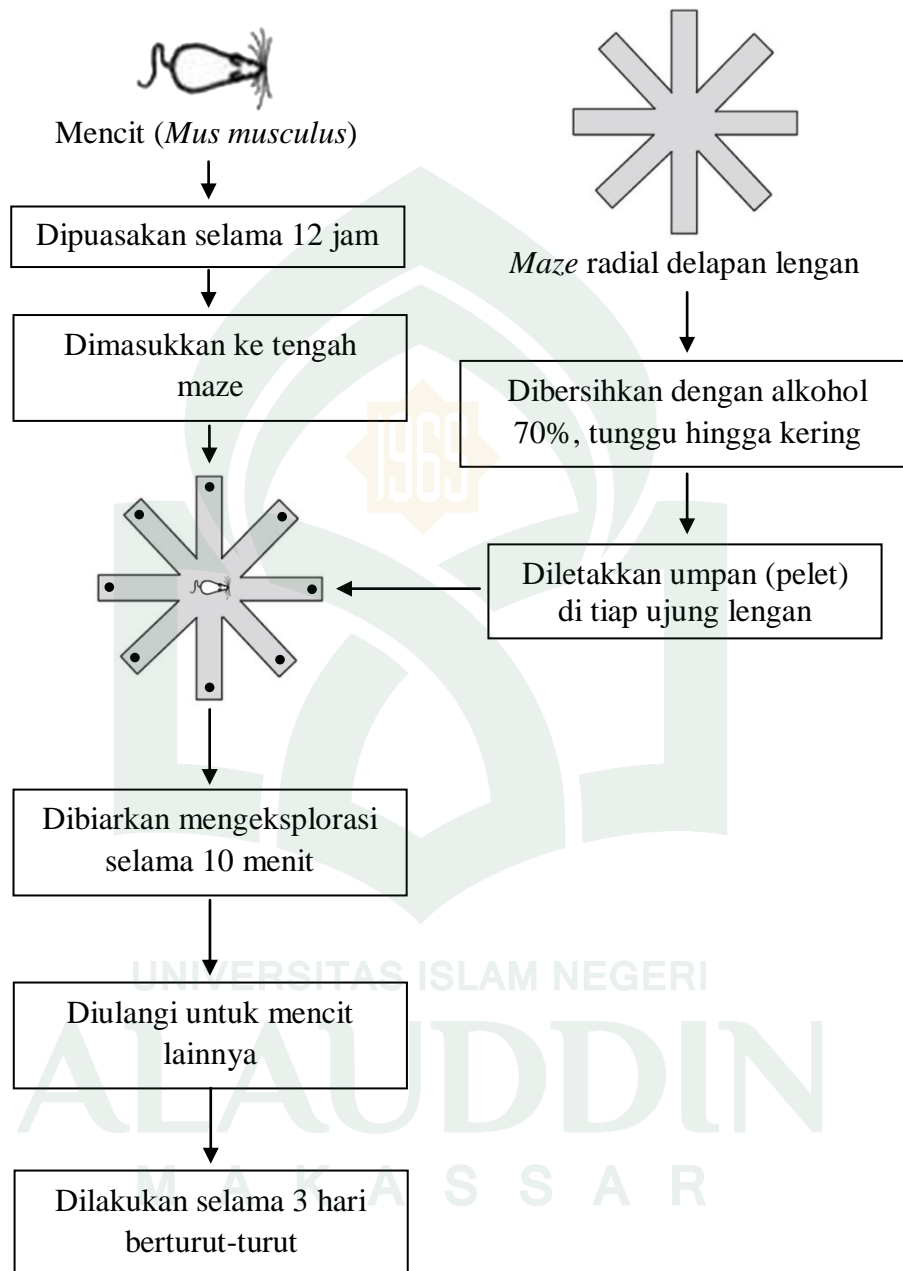 Mencit (Mus musculus)
Dipuasakan selama 12 jam
Dimasukkan ke tengah
maze
Maze radial delapan lengan
Dibersihkan dengan alkohol
70%, tunggu hingga kering
Diletakkan umpan (pelet)
di tiap ujung lengan
Dibiarkan mengeksplorasi
selama 10 menit
Diulangi untuk mencit
lainnya
Dilakukan selama 3 hari
berturut-turut
1965
UNIVERSITAS ISLAM NEGERI
ALAUDDIN
MAKASSAR